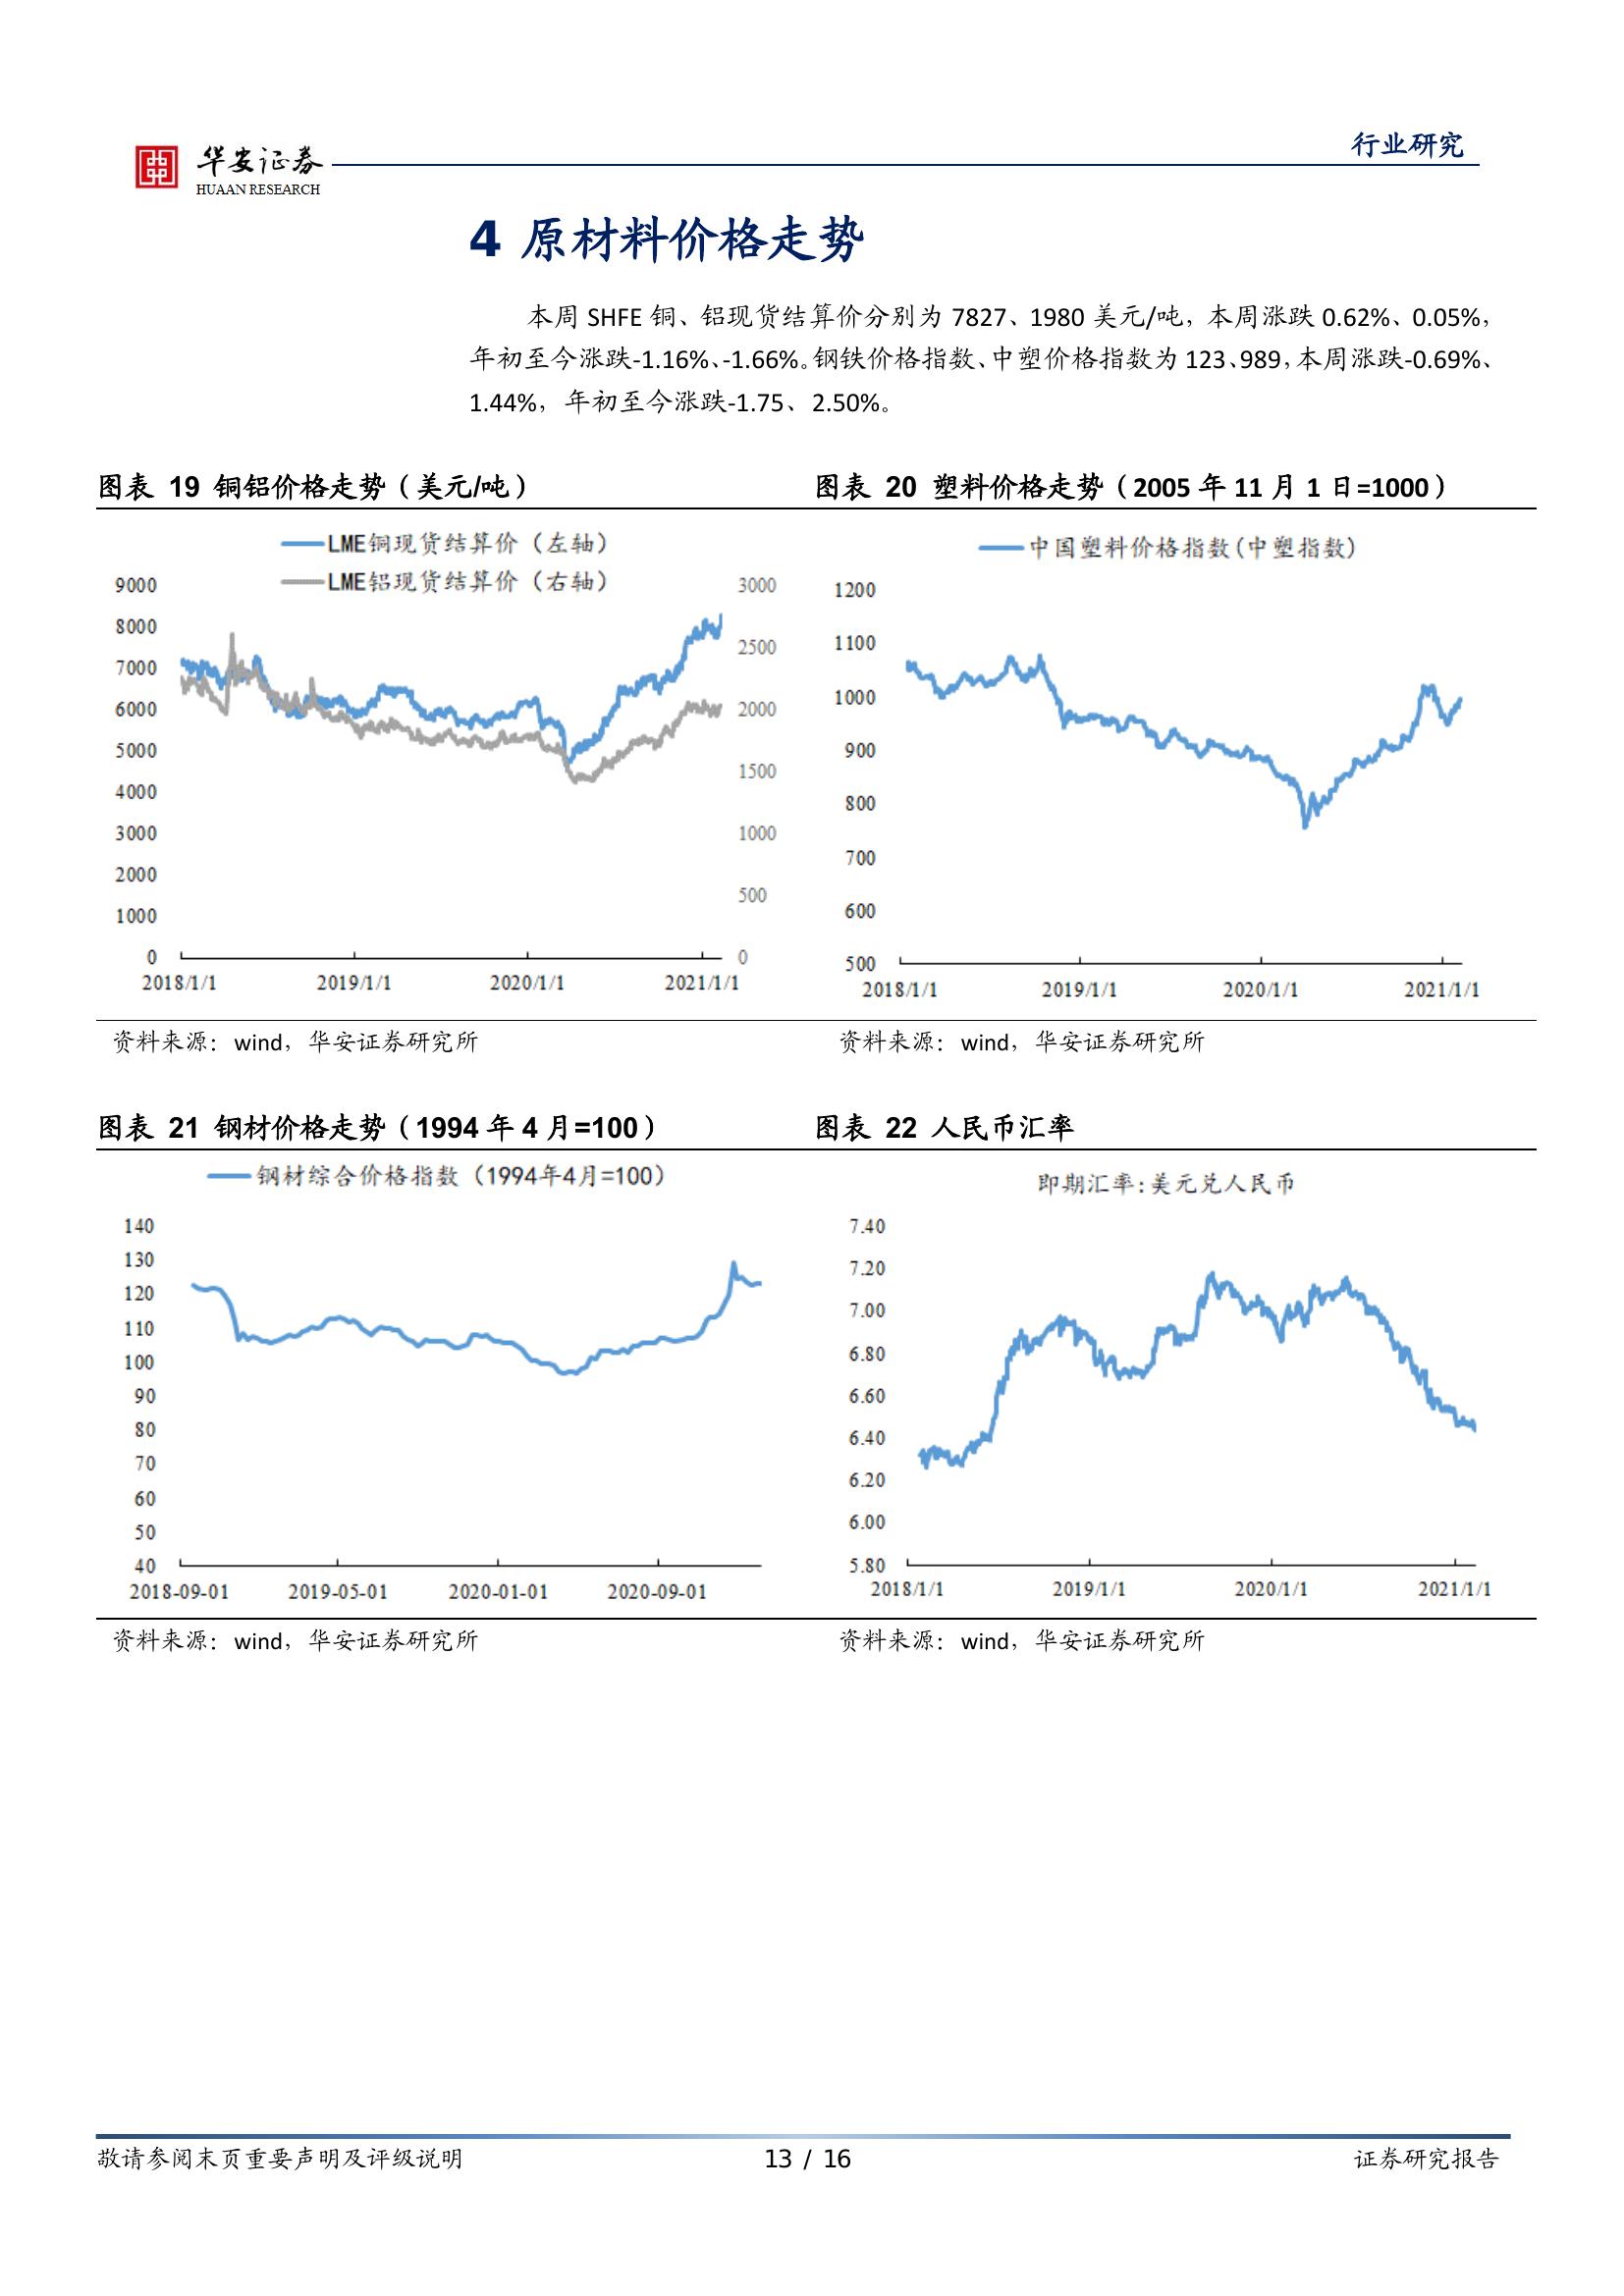 行业研究
华安证券
HUAAN RESEARCH
4 原材料价格走势
本周 SHFE 铜、铝现货结算价分别为 7827、1980 美元/吨，本周涨跌 0.62%、0.05%，
年初至今涨跌-1.16%、-1.66%。钢铁价格指数、中塑价格指数为 123、989，本周涨跌-0.69%、
1.44%，年初至今涨跌-1.75、2.50%。
图表 19 铜铝价格走势（美元/吨）
LME铜现货结算价（左轴）
LME铝现货结算价（右轴）
9000
8000
7000
6000
5000
4000
3000
2000
1000
0
3000
2500
2000
1500
1000
500
0
2018/1/1 2019/1/1 2020/1/1 2021/1/1
资料来源：wind，华安证券研究所
图表 20 塑料价格走势（2005 年 11 月 1 日=1000）
中国塑料价格指数(中塑指数)
1200
1100
1000
900
800
700
600
500
2018/1/1 2019/1/1 2020/1/1 2021/1/1
资料来源：wind，华安证券研究所
图表 21 钢材价格走势（1994 年 4 月=100）
钢材综合价格指数（1994年4月=100）
140
130
120
110
100
90
80
70
60
50
40
2018-09-01 2019-05-01 2020-01-01 2020-09-01
资料来源：wind，华安证券研究所
图表 22 人民币汇率
即期汇率:美元兑人民币
7.40
7.20
7.00
6.80
6.60
6.40
6.20
6.00
5.80
2018/1/1 2019/1/1 2020/1/1 2021/1/1
资料来源：wind，华安证券研究所
敬请参阅末页重要声明及评级说明 13 / 16 证券研究报告